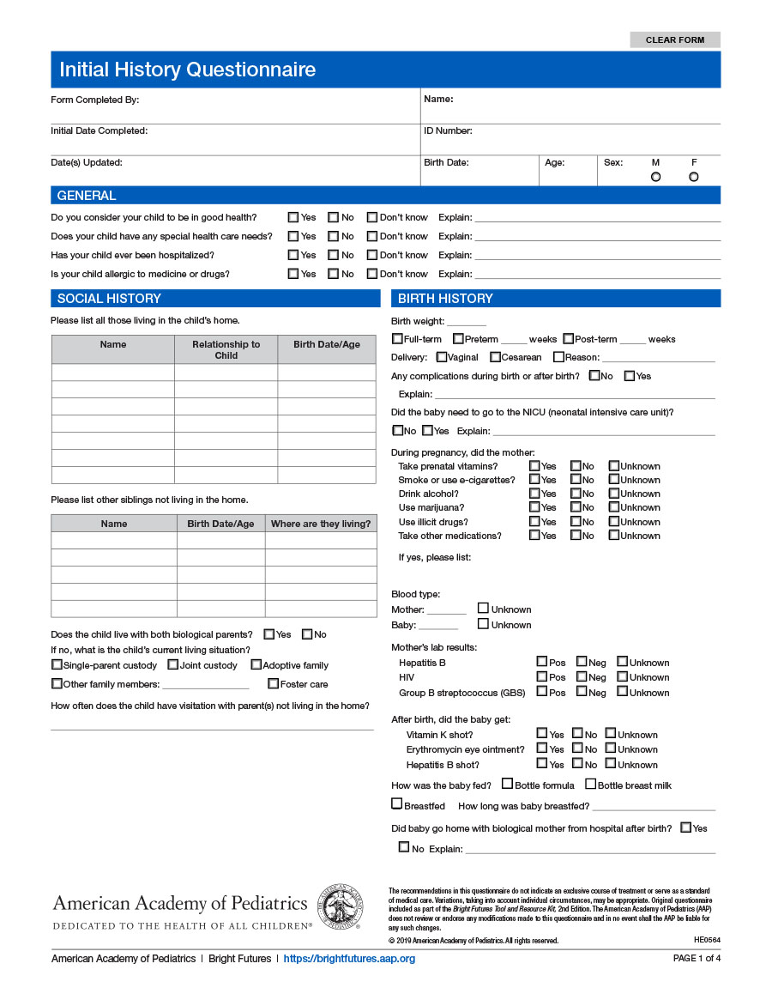 CLEAR FORM
Initial History Questionnaire
Form Completed By:
Name:
Initial Date Completed:
ID Number:
Date(s) Updated:
Birth Date:
Age:
Sex: M F
GENERAL
Do you consider your child to be in good health? Yes No Don't know Explain:
Does your child have any special health care needs? Yes No Don't know Explain:
Has your child ever been hospitalized? Yes No Don't know Explain:
Is your child allergic to medicine or drugs? Yes No Don't know Explain:
SOCIAL HISTORY
Please list all those living in the child's home.
Name Relationship to Birth Date/Age
Child
Please list other siblings not living in the home.
Name Birth Date/Age Where are they living?
Does the child live with both biological parents? Yes No
If no, what is the child's current living situation?
Single-parent custody Joint custody Adoptive family
Other family members: Foster care
How often does the child have visitation with parent(s) not living in the home?
BIRTH HISTORY
Birth weight:
Full-term Preterm weeks Post-term weeks
Delivery: Vaginal Cesarean Reason:
Any complications during birth or after birth? No Yes
Explain:
Did the baby need to go to the NICU (neonatal intensive care unit)?
No Yes Explain:
During pregnancy, did the mother:
Take prenatal vitamins? Yes No Unknown
Smoke or use e-cigarettes? Yes No Unknown
Drink alcohol? Yes No Unknown
Use marijuana? Yes No Unknown
Use illicit drugs? Yes No Unknown
Take other medications? Yes No Unknown
If yes, please list:
Blood type:
Mother: Unknown
Baby: Unknown
Mother's lab results:
Hepatitis B Pos Neg Unknown
HIV Pos Neg Unknown
Group B streptococcus (GBS) Pos Neg Unknown
After birth, did the baby get:
Vitamin K shot? Yes No Unknown
Erythromycin eye ointment? Yes No Unknown
Hepatitis B shot? Yes No Unknown
How was the baby fed? Bottle formula Bottle breast milk
Breastfed How long was baby breastfed?
Did baby go home with biological mother from hospital after birth? Yes
No Explain:
American Academy of Pediatrics
DEDICATED TO THE HEALTH OF ALL CHILDREN®
The recommendations in this questionnaire do not indicate an exclusive course of treatment or serve as a standard
of medical care. Variations, taking into account individual circumstances, may be appropriate. Original questionnaire
included as part of the Bright Futures Tool and Resource Kit, 2nd Edition. The American Academy of Pediatrics (AAP)
does not review or endorse any modifications made to this questionnaire and in no event shall the AAP be liable for
any such changes.
© 2019 American Academy of Pediatrics. All rights reserved. HE0564
American Academy of Pediatrics | Bright Futures | https://brightfutures.aap.org PAGE 1 of 4